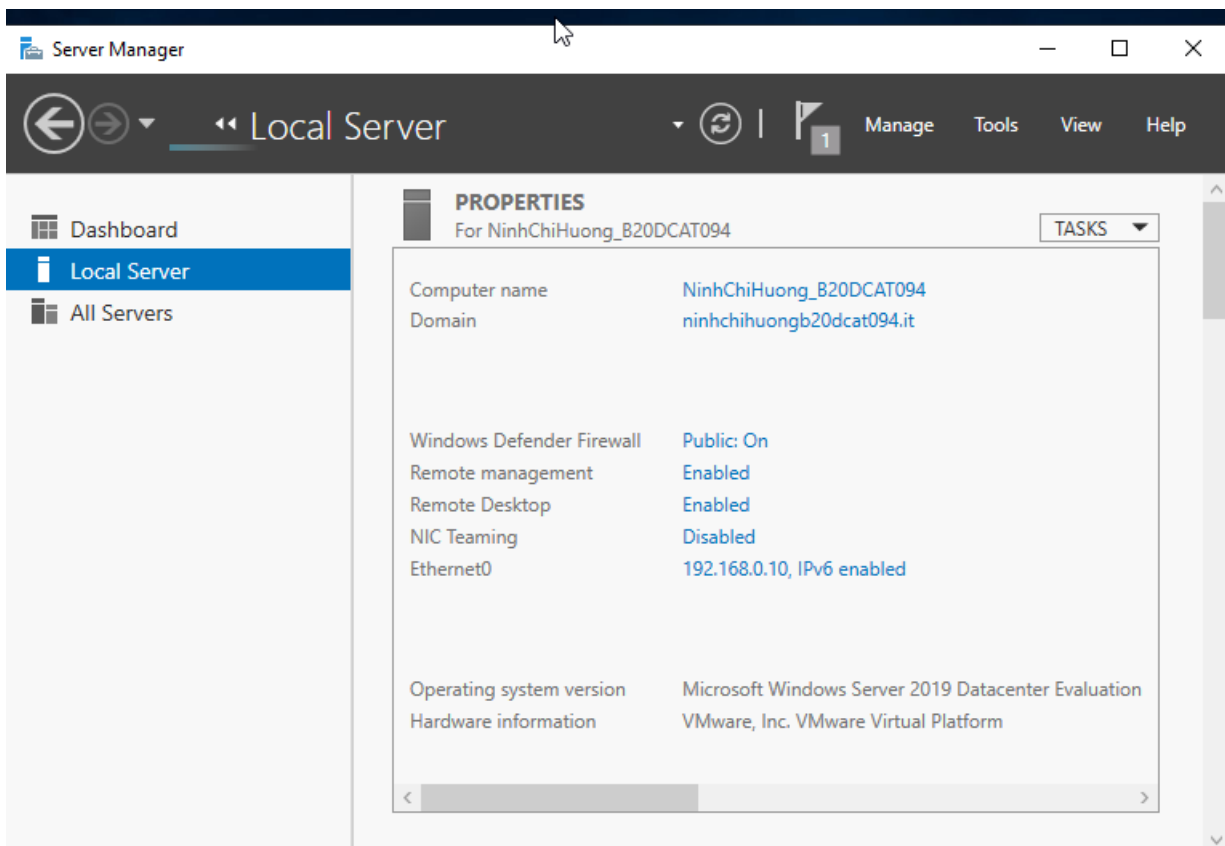 Server Manager
Local Server
1
Manage Tools View Help
Dashboard
Local Server
All Servers
PROPERTIES
For NinhChiHuong_B20DCAT094
TASKS
Computer name NinhChiHuong_B20DCAT094
Domain ninhchihuongb20dcat094.it
Windows Defender Firewall Public: On
Remote management Enabled
Remote Desktop Enabled
NIC Teaming Disabled
Ethernet0 192.168.0.10, IPv6 enabled
Operating system version Microsoft Windows Server 2019 Datacenter Evaluation
Hardware information VMware, Inc. VMware Virtual Platform